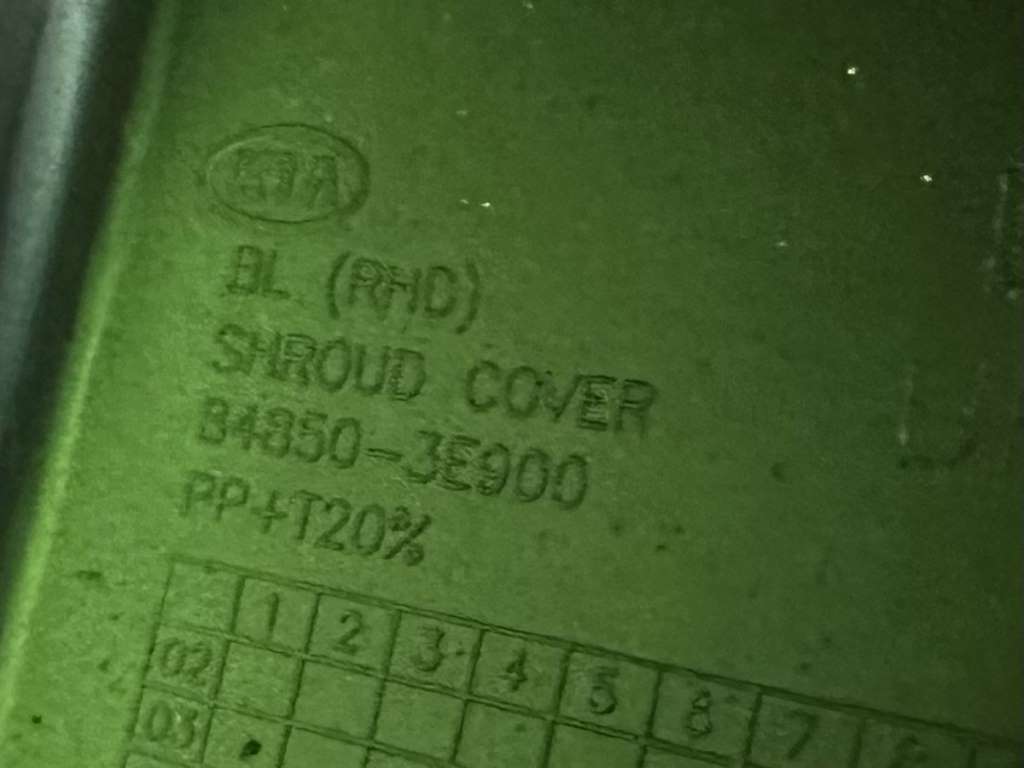 KIA
BL (RHD)
SHROUD COVER
84850-3E900
PP+T20%
1 2 3 4 5 6 7
02
03